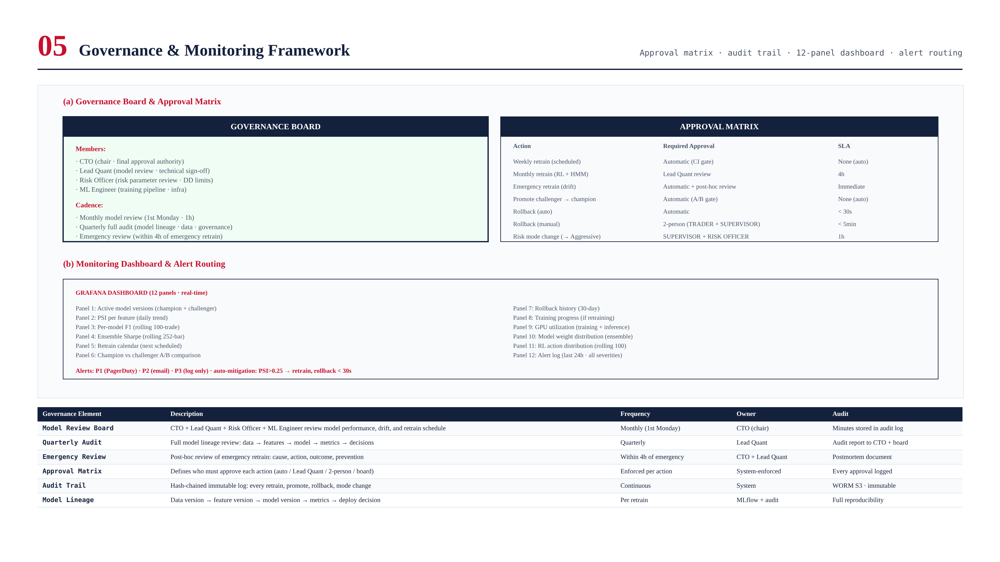 05 Governance & Monitoring Framework
Approval matrix · audit trail · 12-panel dashboard · alert routing
(a) Governance Board & Approval Matrix
GOVERNANCE BOARD
Members:
· CTO (chair · final approval authority)
· Lead Quant (model review · technical sign-off)
· Risk Officer (risk parameter review · DD limits)
· ML Engineer (training pipeline · infra)
Cadence:
· Monthly model review (1st Monday · 1h)
· Quarterly full audit (model lineage · data · governance)
· Emergency review (within 4h of emergency retrain)
APPROVAL MATRIX
Action Required Approval SLA
Weekly retrain (scheduled) Automatic (CI gate) None (auto)
Monthly retrain (RL + HMM) Lead Quant review 4h
Emergency retrain (drift) Automatic + post-hoc review Immediate
Promote challenger → champion Automatic (A/B gate) None (auto)
Rollback (auto) Automatic < 30s
Rollback (manual) 2-person (TRADER + SUPERVISOR) < 5min
Risk mode change (→ Aggressive) SUPERVISOR + RISK OFFICER 1h
(b) Monitoring Dashboard & Alert Routing
GRAFANA DASHBOARD (12 panels · real-time)
Panel 1: Active model versions (champion + challenger)
Panel 2: PSI per feature (daily trend)
Panel 3: Per-model F1 (rolling 100-trade)
Panel 4: Ensemble Sharpe (rolling 252-bar)
Panel 5: Retrain calendar (next scheduled)
Panel 6: Champion vs challenger A/B comparison
Panel 7: Rollback history (30-day)
Panel 8: Training progress (if retraining)
Panel 9: GPU utilization (training + inference)
Panel 10: Model weight distribution (ensemble)
Panel 11: RL action distribution (rolling 100)
Panel 12: Alert log (last 24h · all severities)
Alerts: P1 (PagerDuty) · P2 (email) · P3 (log only) · auto-mitigation: PSI>0.25 → retrain, rollback < 30s
Governance Element Description Frequency Owner Audit
Model Review Board CTO + Lead Quant + Risk Officer + ML Engineer review model performance, drift, and retrain schedule Monthly (1st Monday) CTO (chair) Minutes stored in audit log
Quarterly Audit Full model lineage review: data → features → model → metrics → decisions Quarterly Lead Quant Audit report to CTO + board
Emergency Review Post-hoc review of emergency retrain: cause, action, outcome, prevention Within 4h of emergency CTO + Lead Quant Postmortem document
Approval Matrix Defines who must approve each action (auto / Lead Quant / 2-person / board) Enforced per action System-enforced Every approval logged
Audit Trail Hash-chained immutable log: every retrain, promote, rollback, mode change Continuous System WORM S3 · immutable
Model Lineage Data version → feature version → model version → metrics → deploy decision Per retrain MLflow + audit Full reproducibility